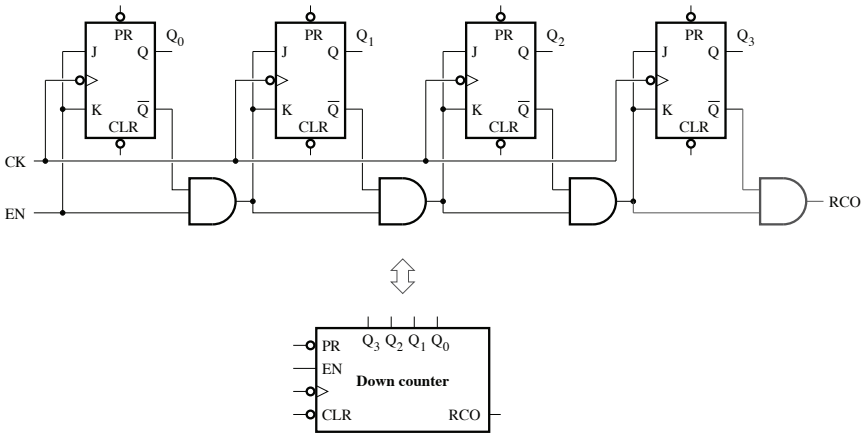 PR Q0 PR Q1 PR Q2 PR Q3
J Q J Q J Q J Q
K Q̅ K Q̅ K Q̅ K Q̅
CLR CLR CLR CLR
CK
EN RCO
Q3 Q2 Q1 Q0
PR
EN
Down counter
CLR RCO